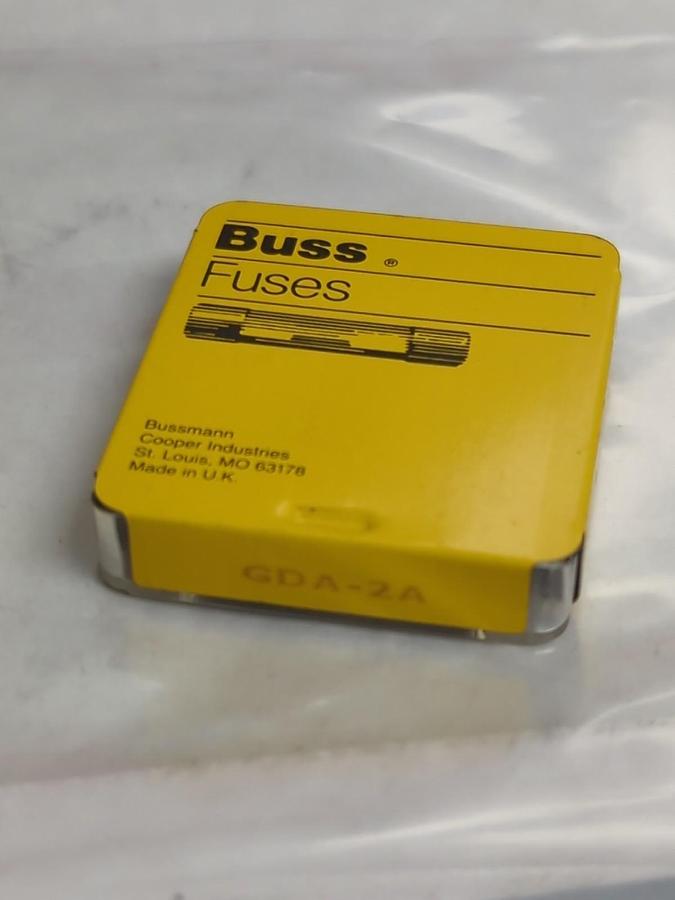 Buss ®
Fuses
Bussmann
Cooper Industries
St. Louis, MO 63178
Made in U.K.
GDA-2A